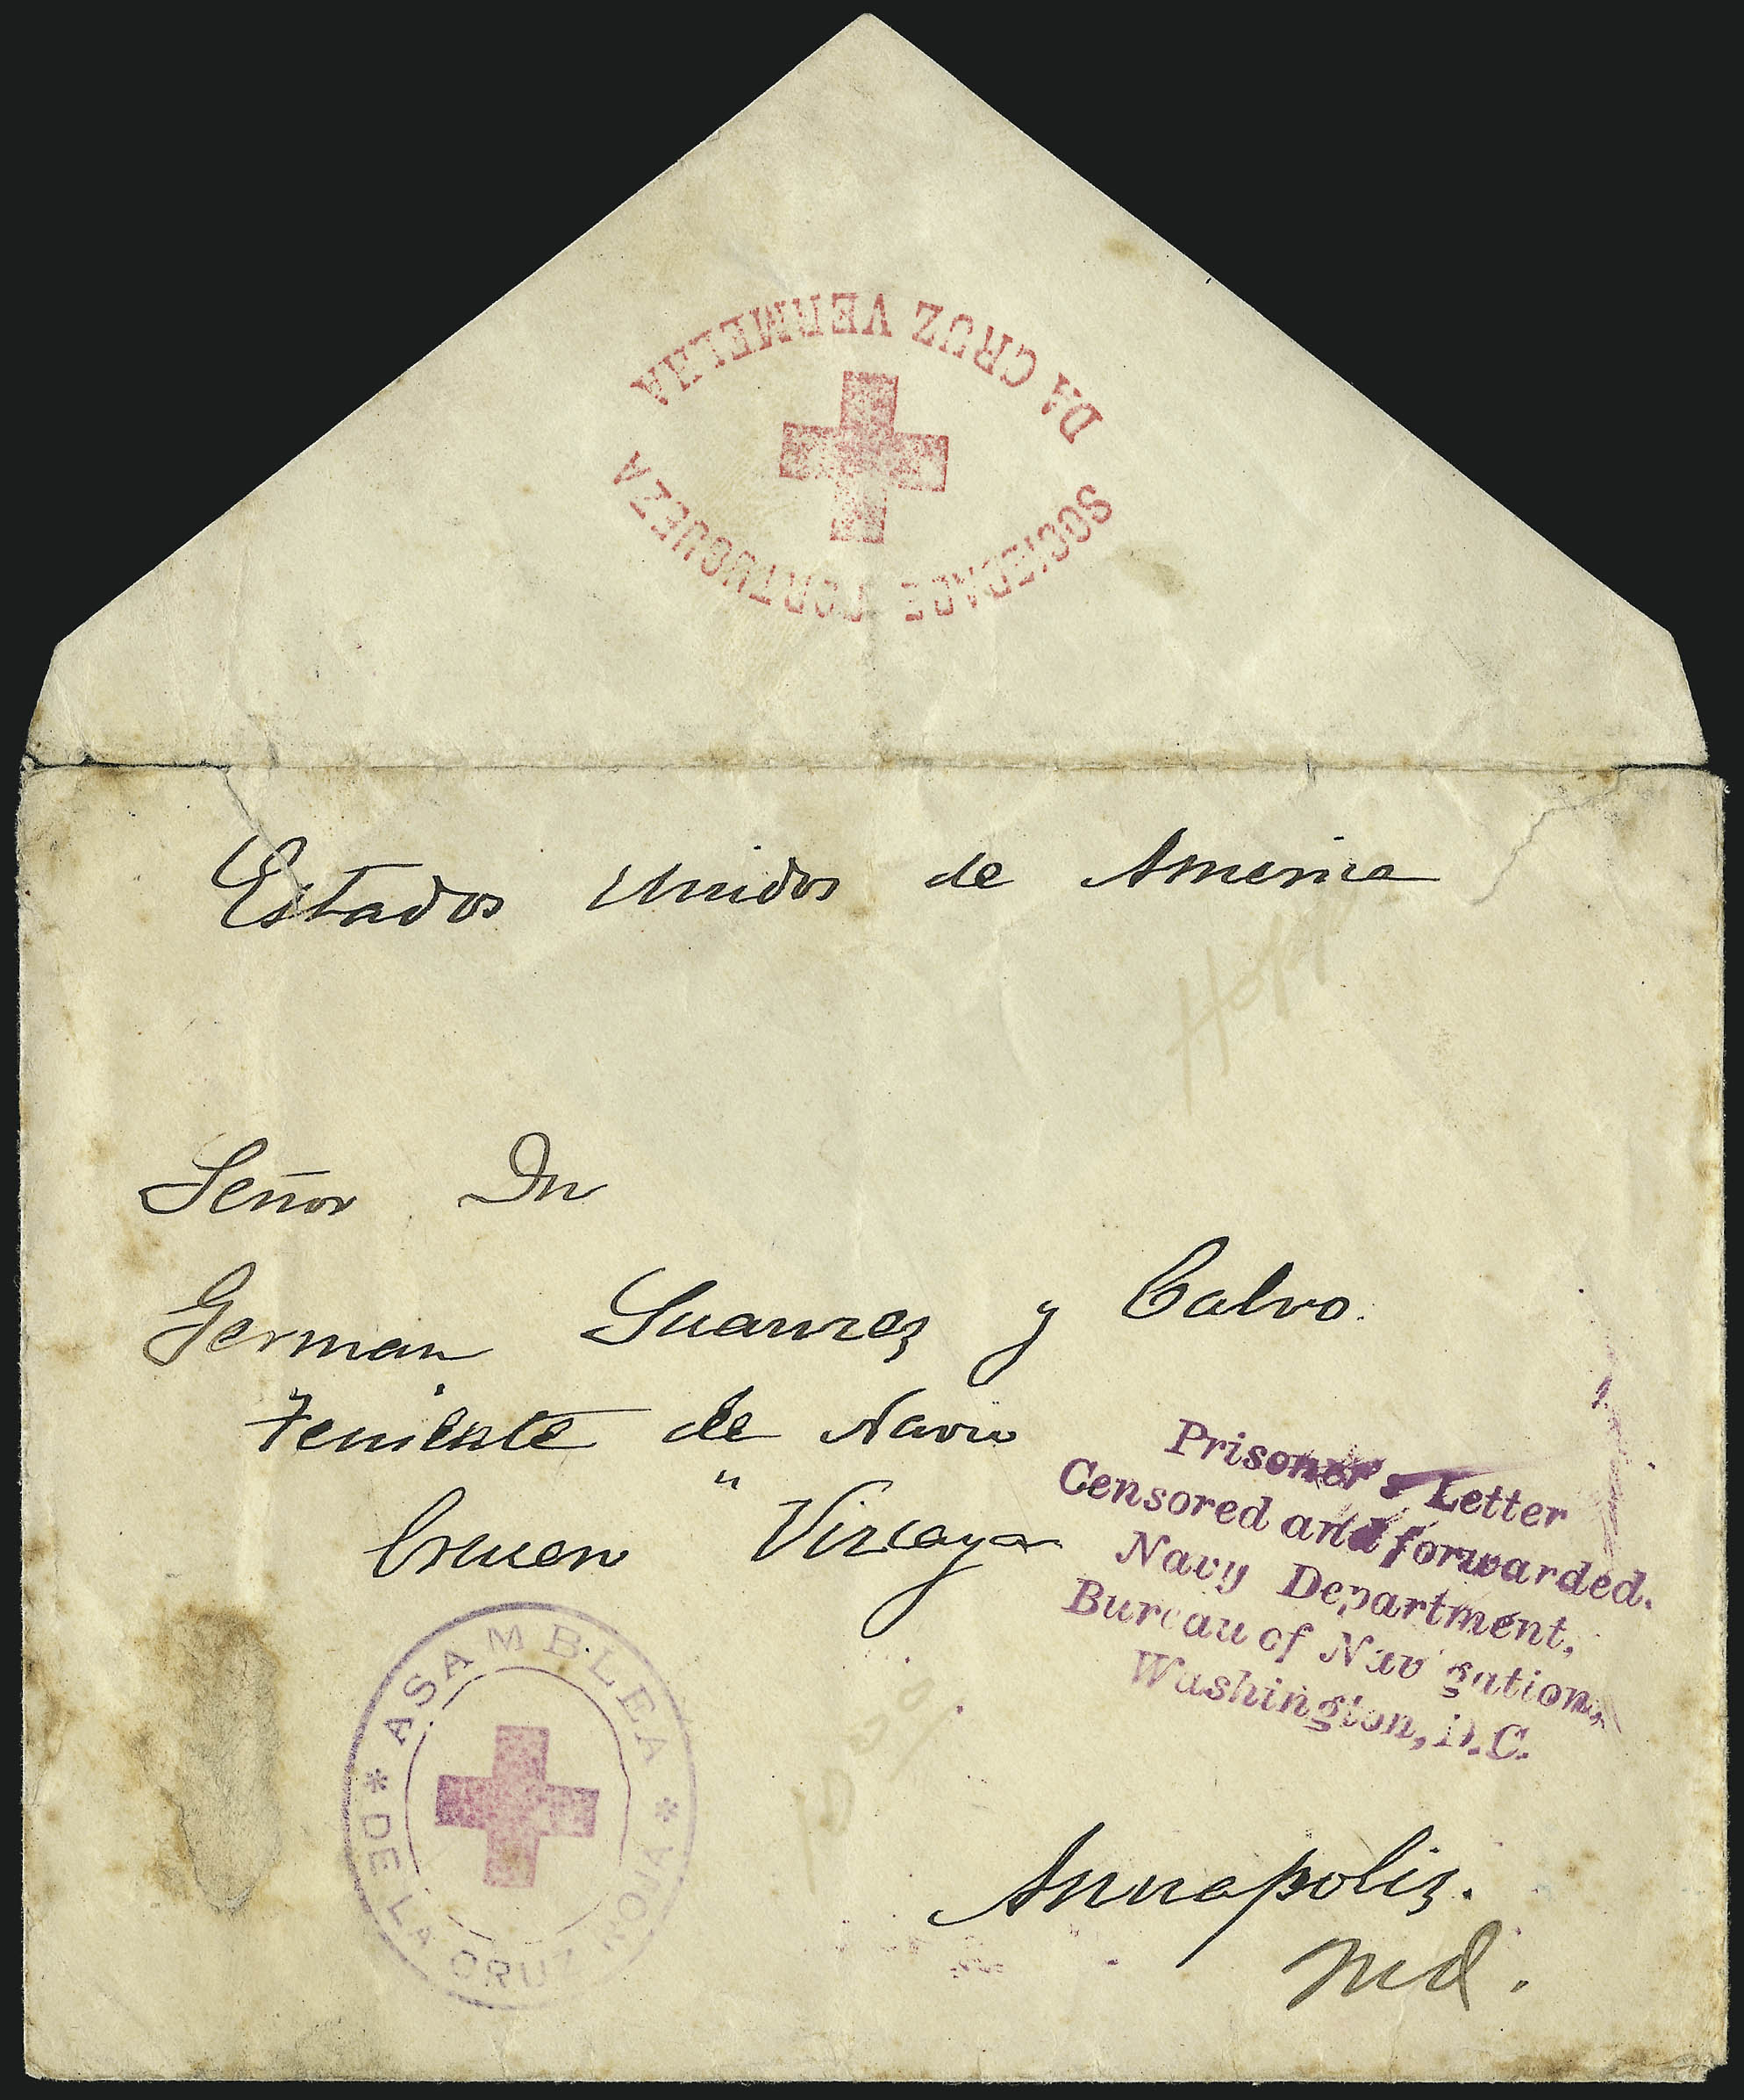 SOCIEDADE PORTUGUEZA
DA CRUZ VERMELHA
Estados Unidos de America
Señor Dn
German Suanrez y Calvo.
Teniente de Navio
Crucero " Vizcaya
Prisoner's Letter
Censored and forwarded.
Navy Department,
Bureau of Navigation,
Washington, D.C.
* ASAMBLEA *
DE LA CRUZ ROJA
Annapolis.
Md.